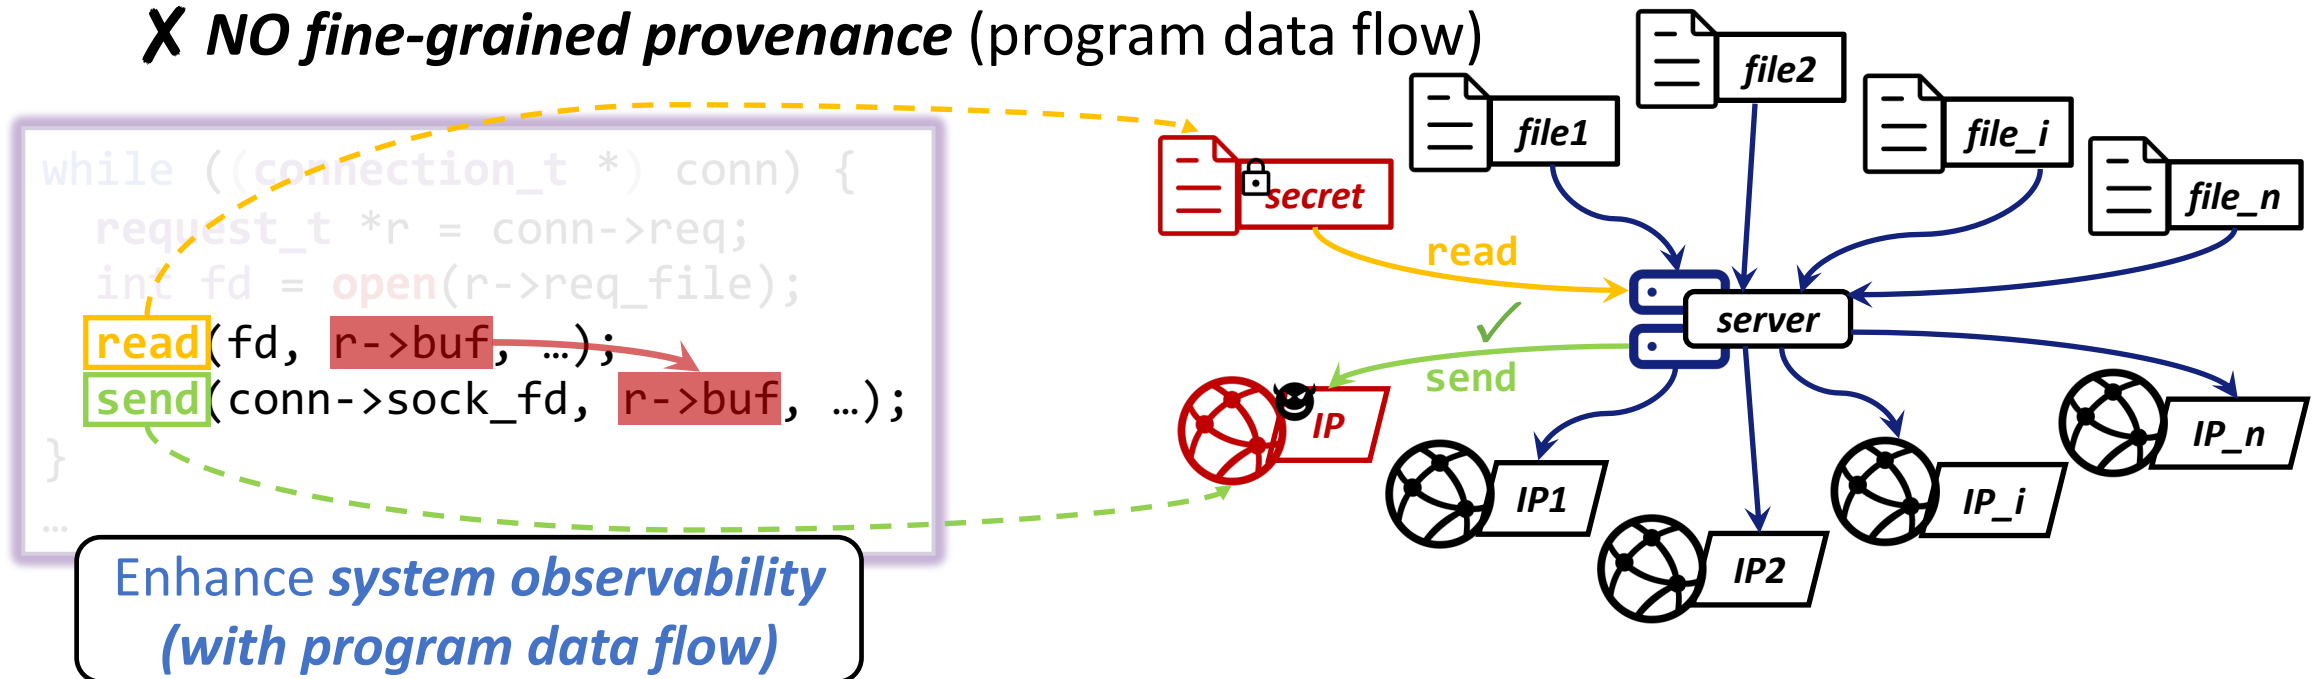 ✗ NO fine-grained provenance (program data flow)
while ((connection_t *) conn) {
request_t *r = conn->req;
int fd = open(r->req_file);
read(fd, r->buf, …);
send(conn->sock_fd, r->buf, …);
}
…
Enhance system observability
(with program data flow)
file1
file2
file_i
file_n
secret
read
server
send
IP
IP1
IP2
IP_i
IP_n